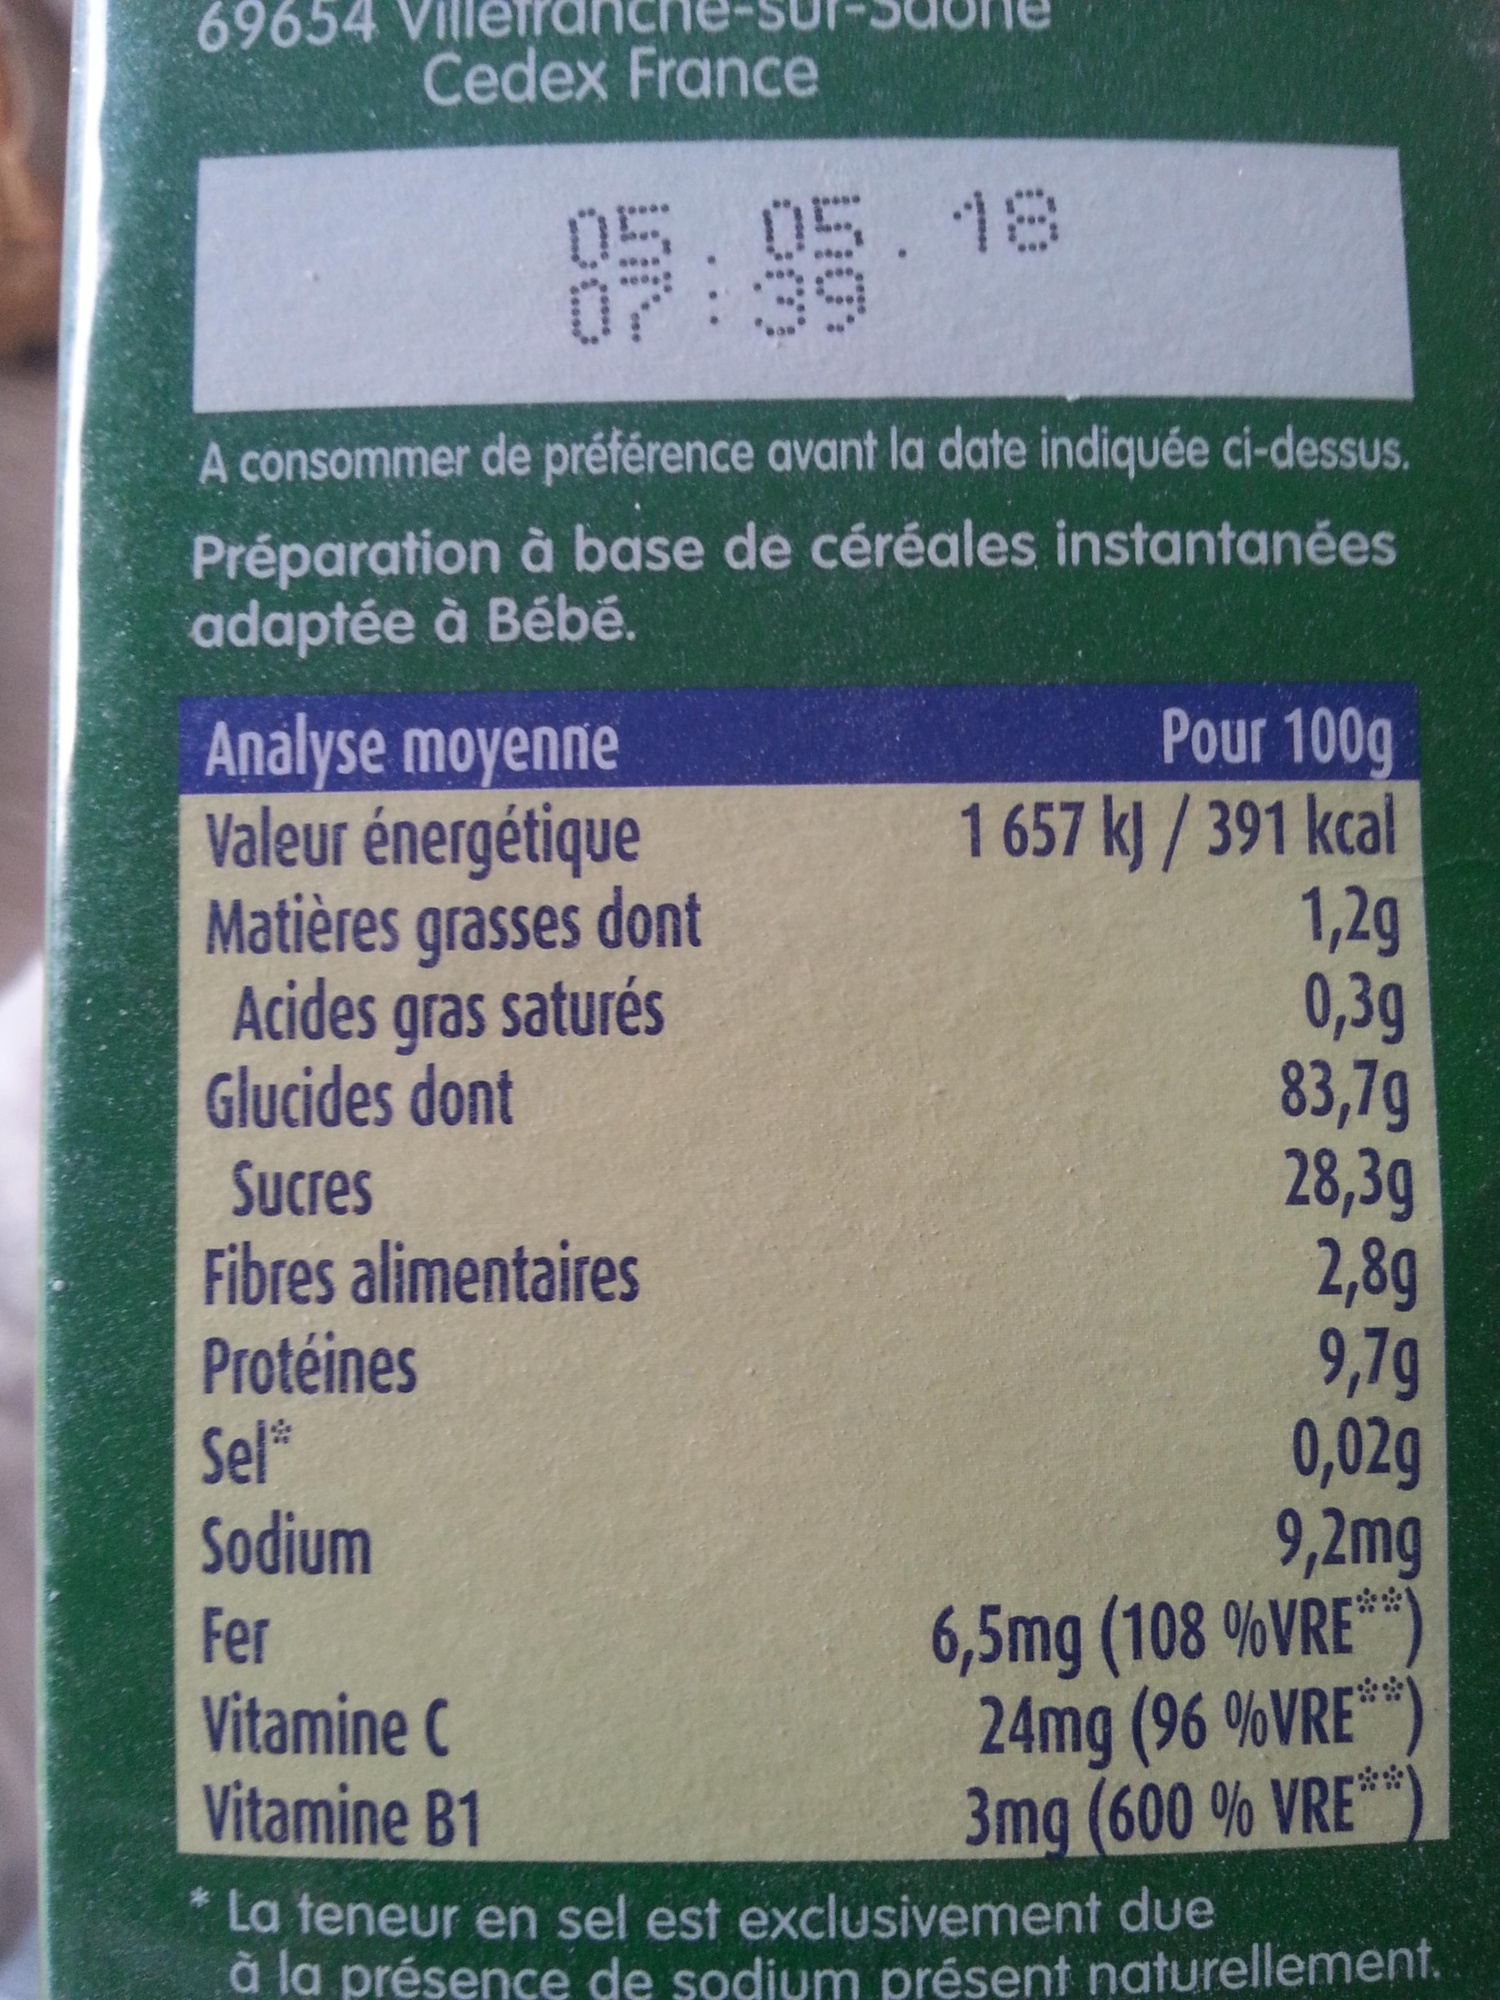 69654 Villefranche-sur-Saône
Cedex France
05.05.18
07:39
A consommer de préférence avant la date indiquée ci-dessus.
Préparation à base de céréales instantanées
adaptée à Bébé.
Analyse moyenne Pour 100g
Valeur énergétique 1 657 kJ / 391 kcal
Matières grasses dont 1,2g
Acides gras saturés 0,3g
Glucides dont 83,7g
Sucres 28,3g
Fibres alimentaires 2,8g
Protéines 9,7g
Sel* 0,02g
Sodium 9,2mg
Fer 6,5mg (108 %VRE**)
Vitamine C 24mg (96 %VRE**)
Vitamine B1 3mg (600 % VRE**)
* La teneur en sel est exclusivement due
à la présence de sodium présent naturellement.